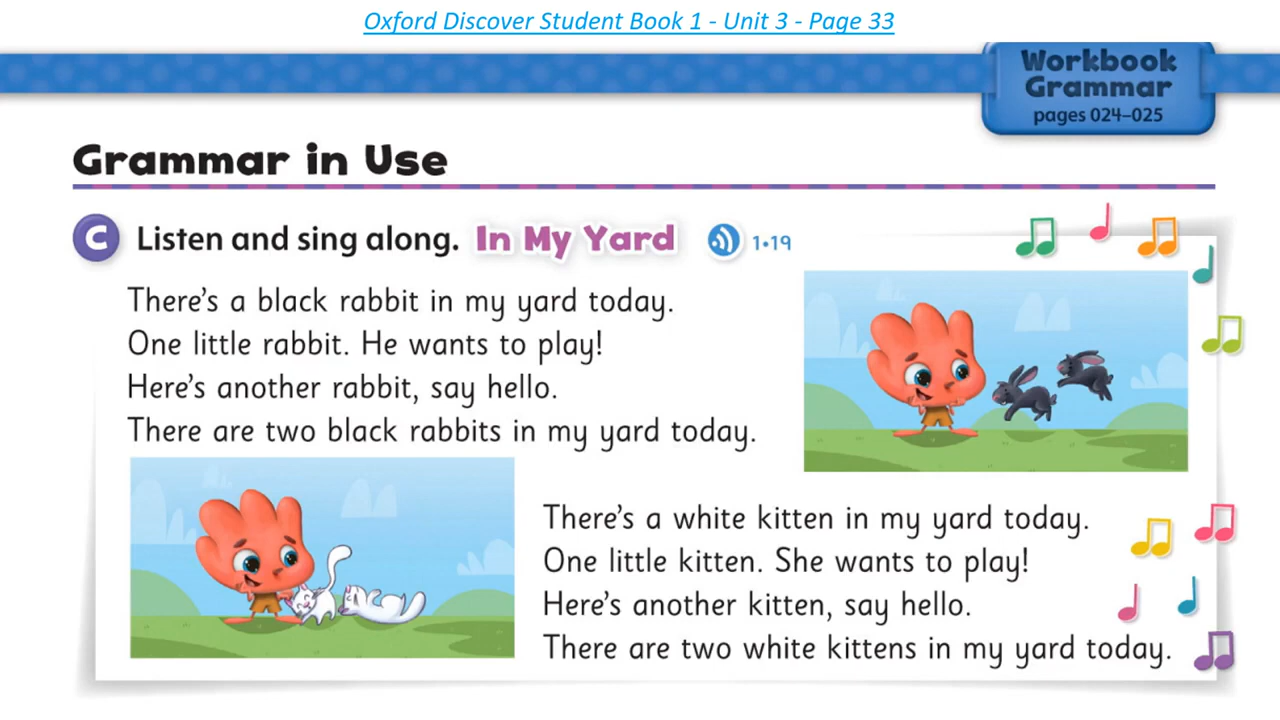 Oxford Discover Student Book 1 - Unit 3 - Page 33
Workbook
Grammar
pages 024–025
Grammar in Use
C Listen and sing along. In My Yard 1•19
There's a black rabbit in my yard today.
One little rabbit. He wants to play!
Here's another rabbit, say hello.
There are two black rabbits in my yard today.
There's a white kitten in my yard today.
One little kitten. She wants to play!
Here's another kitten, say hello.
There are two white kittens in my yard today.